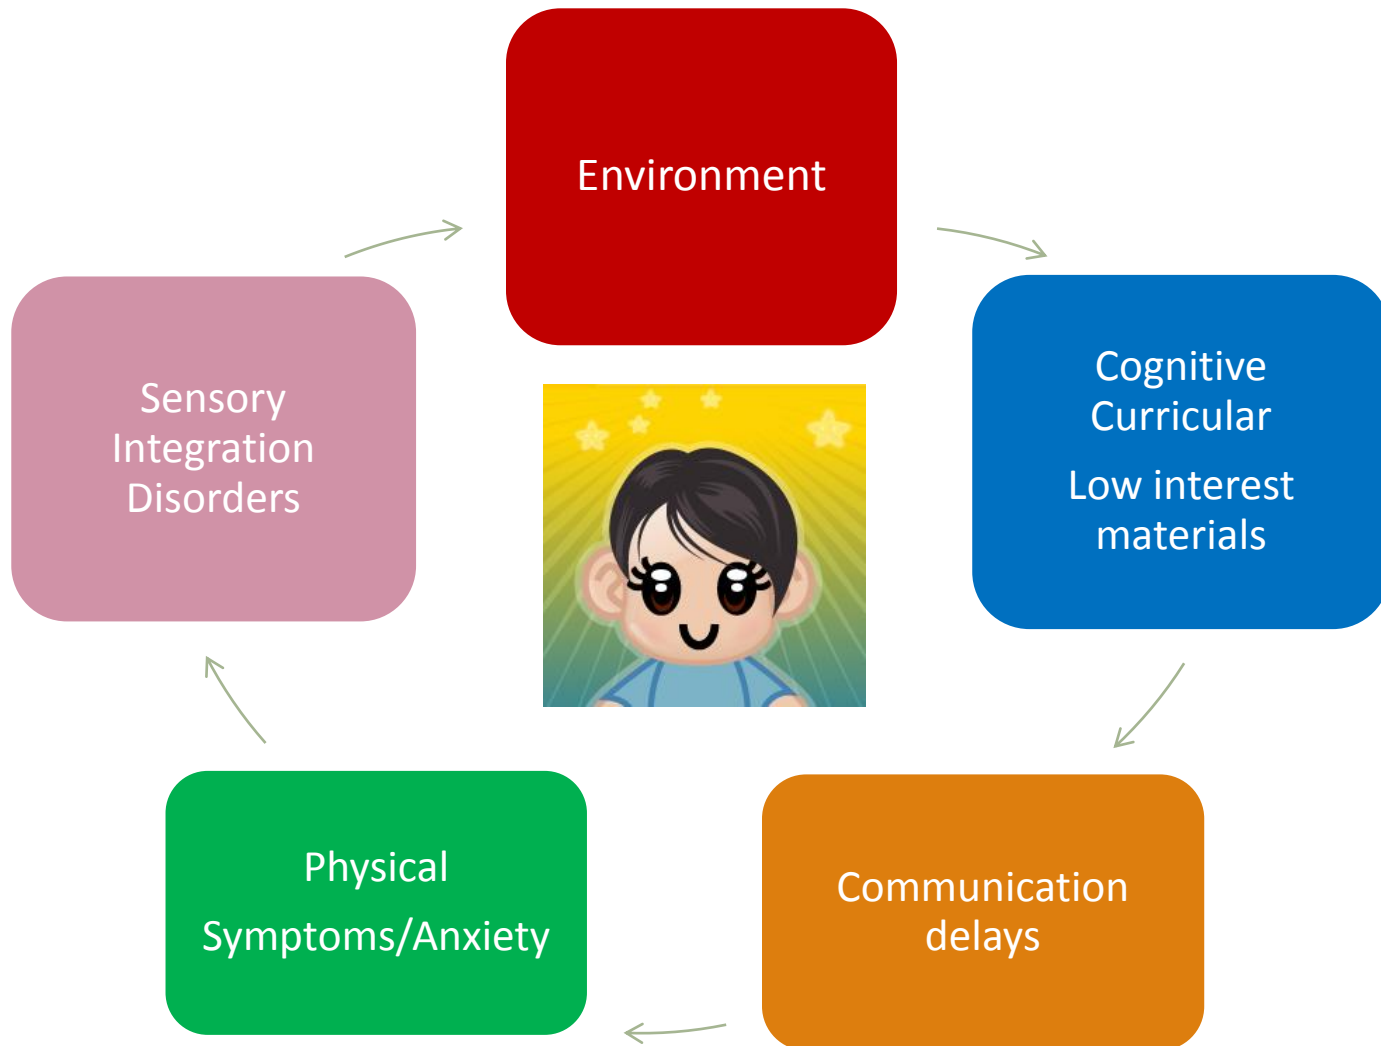 Environment
Cognitive
Curricular
Low interest
materials
Communication
delays
Physical
Symptoms/Anxiety
Sensory
Integration
Disorders